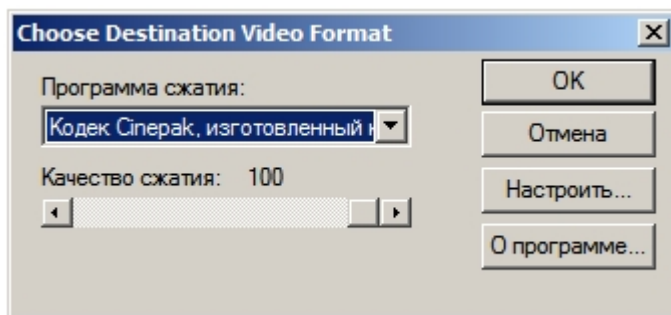 Choose Destination Video Format
Программа сжатия:
Кодек Cinepak, изготовленный
Качество сжатия: 100
OK
Отмена
Настроить...
О программе...